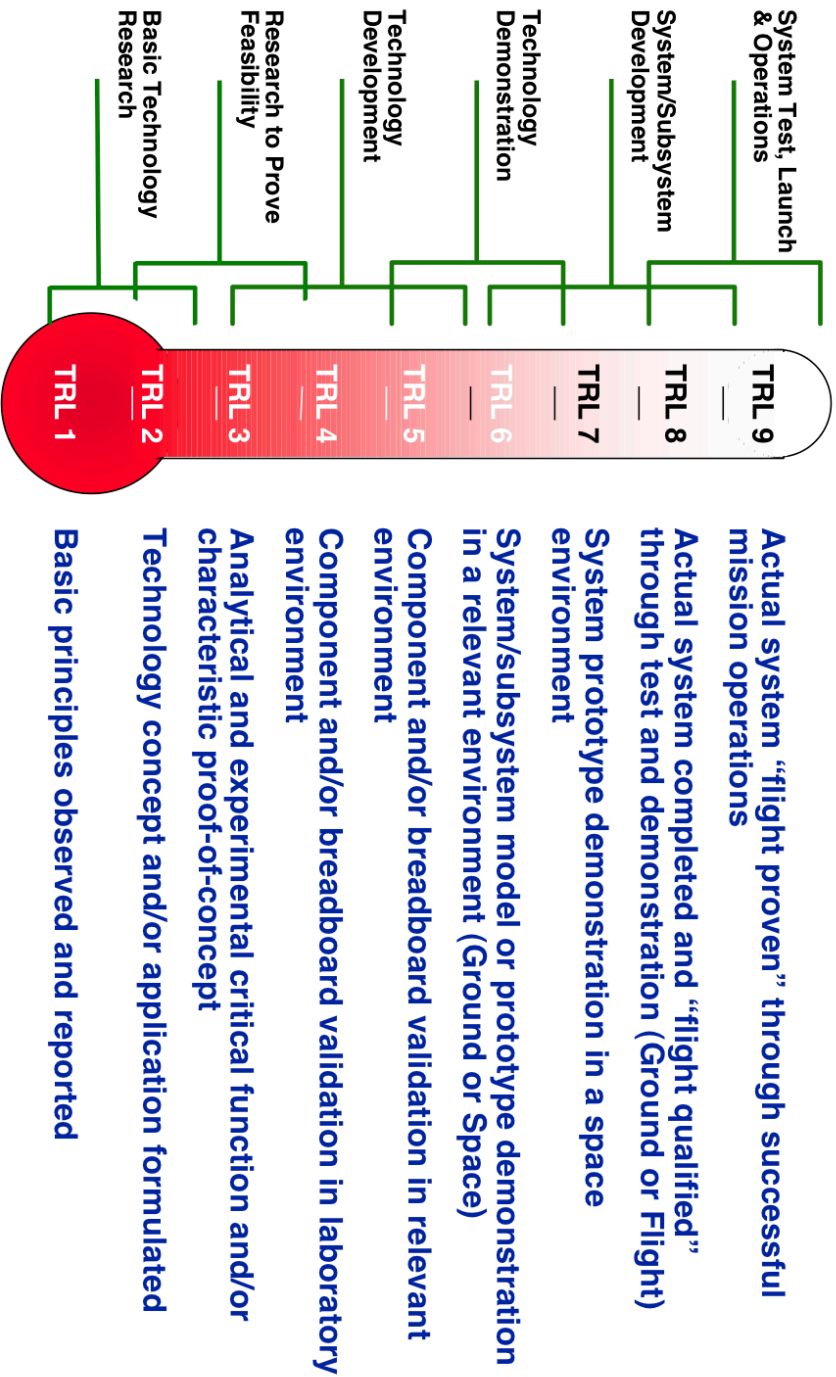 System Test, Launch
& Operations
System/Subsystem
Development
Technology
Demonstration
Technology
Development
Research to Prove
Feasibility
Basic Technology
Research
TRL 9
TRL 8
TRL 7
TRL 6
TRL 5
TRL 4
TRL 3
TRL 2
TRL 1
Actual system “flight proven” through successful
mission operations
Actual system completed and “flight qualified”
through test and demonstration (Ground or Flight)
System prototype demonstration in a space
environment
System/subsystem model or prototype demonstration
in a relevant environment (Ground or Space)
Component and/or breadboard validation in relevant
environment
Component and/or breadboard validation in laboratory
environment
Analytical and experimental critical function and/or
characteristic proof-of-concept
Technology concept and/or application formulated
Basic principles observed and reported